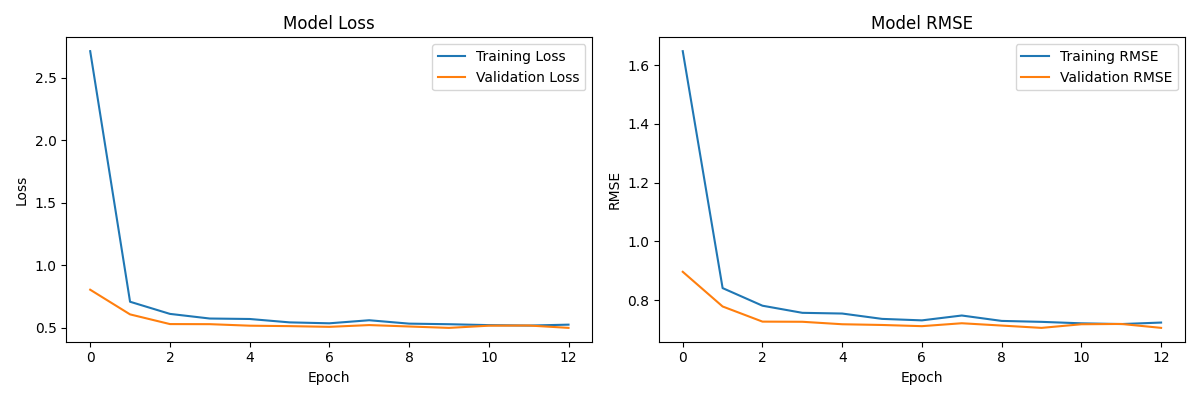 Model Loss
Training Loss
Validation Loss
2.5
2.0
1.5
1.0
0.5
Loss
0 2 4 6 8 10 12
Epoch
Model RMSE
Training RMSE
Validation RMSE
1.6
1.4
1.2
1.0
0.8
RMSE
0 2 4 6 8 10 12
Epoch